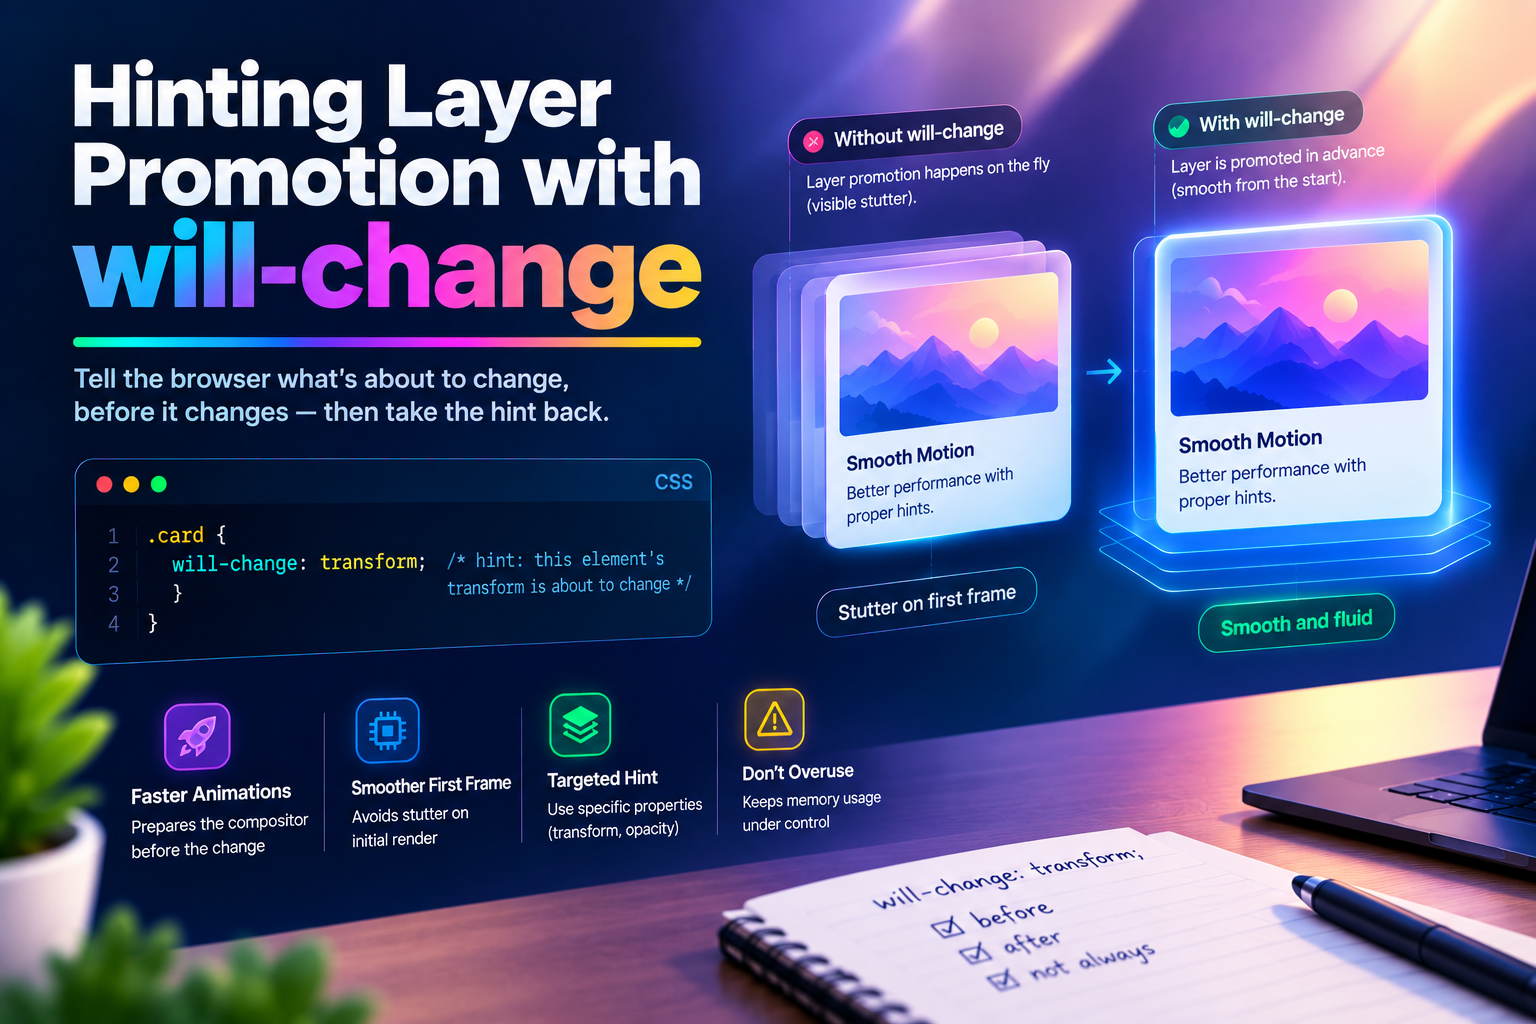 Hinting Layer
Promotion with
will-change
Tell the browser what's about to change,
before it changes — then take the hint back.
CSS
1 .card {
2 will-change: transform; /* hint: this element's
transform is about to change */
3 }
4 }
Faster Animations
Prepares the compositor
before the change
Smoother First Frame
Avoids stutter on
initial render
Targeted Hint
Use specific properties
(transform, opacity)
Don't Overuse
Keeps memory usage
under control
Without will-change
Layer promotion happens on the fly
(visible stutter).
Smooth Motion
Better performance with
proper hints.
Stutter on first frame
With will-change
Layer is promoted in advance
(smooth from the start).
Smooth Motion
Better performance with
proper hints.
Smooth and fluid
will-change: transform;
before
after
not always